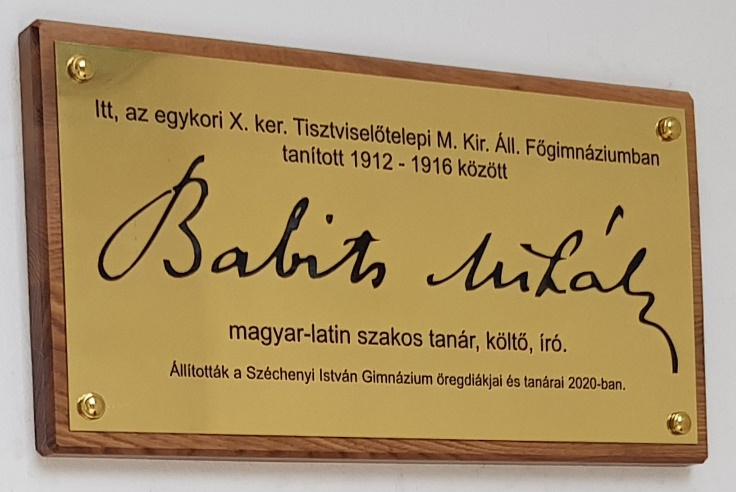 Itt, az egykori X. ker. Tisztviselőtelepi M. Kir. Áll. Főgimnáziumban
tanított 1912 - 1916 között
Babits Mihály
magyar-latin szakos tanár, költő, író.
Állították a Széchenyi István Gimnázium öregdiákjai és tanárai 2020-ban.